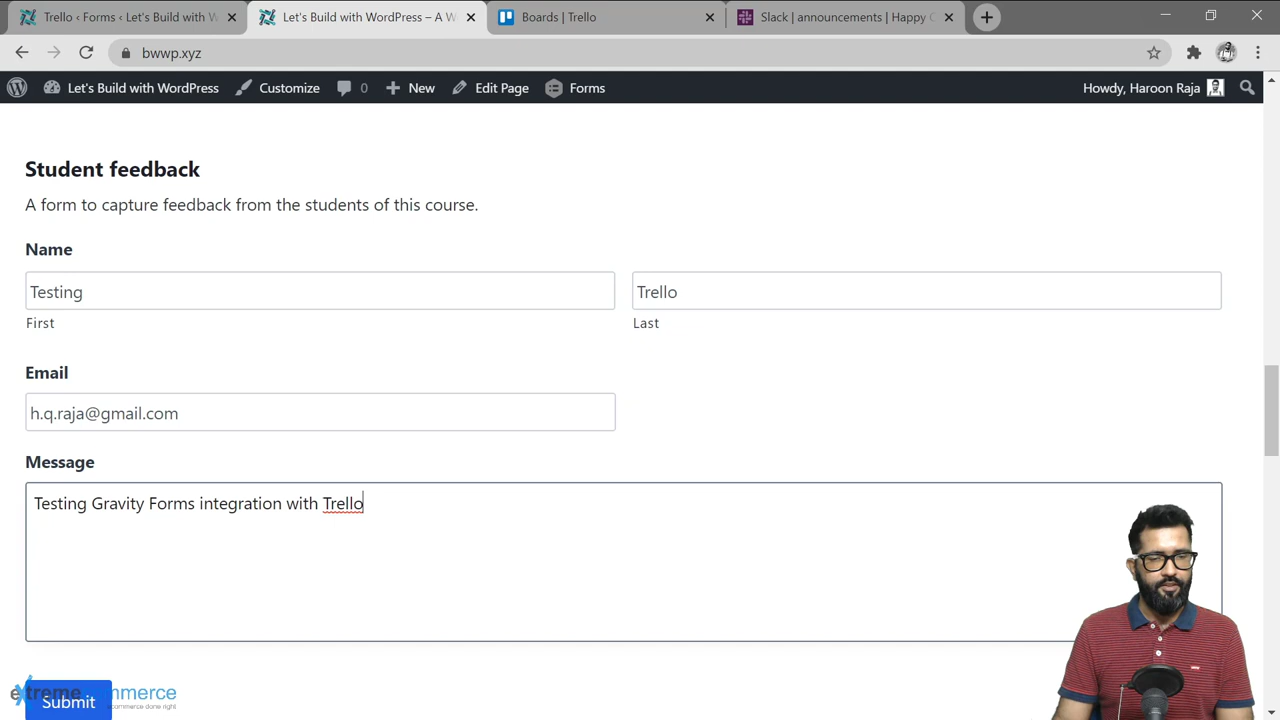 Trello ‹ Forms ‹ Let's Build with W
Let's Build with WordPress – A W
Boards | Trello
Slack | announcements | Happy
bwwp.xyz
Let's Build with WordPress
Customize
0
New
Edit Page
Forms
Howdy, Haroon Raja
Student feedback
A form to capture feedback from the students of this course.
Name
Testing
Trello
First
Last
Email
h.q.raja@gmail.com
Message
Testing Gravity Forms integration with Trello
Submit
mmerce
ecommerce done right